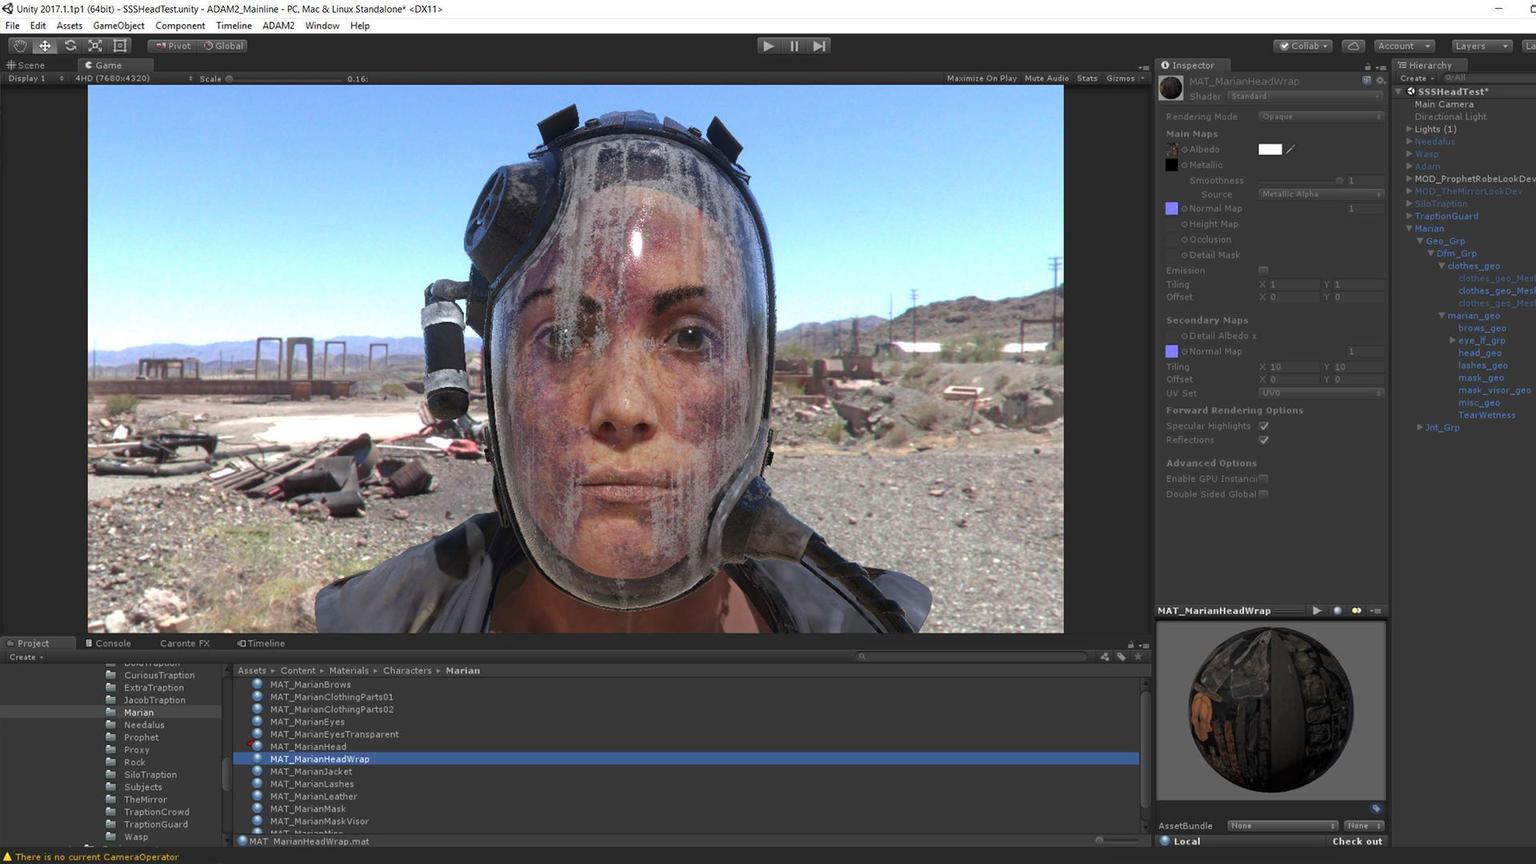 Unity 2017.1.1p1 (64bit) - SSSHeadTest.unity - ADAM2_Mainline - PC, Mac & Linux Standalone* <DX11>
File Edit Assets GameObject Component Timeline ADAM2 Window Help
Pivot Global Collab Account Layers La
Scene Game
Display 1 4HD (7680x4320) Scale 0.16: Maximize On Play Mute Audio Stats Gizmos
Inspector
MAT_MarianHeadWrap
Shader Standard
Rendering Mode Opaque
Main Maps
Albedo
Metallic
Smoothness 1
Source Metallic Alpha
Normal Map 1
Height Map
Occlusion
Detail Mask
Emission
Tiling X 1 Y 1
Offset X 0 Y 0
Secondary Maps
Detail Albedo x
Normal Map 1
Tiling X 10 Y 10
Offset X 0 Y 0
UV Set UV0
Forward Rendering Options
Specular Highlights
Reflections
Advanced Options
Enable GPU Instanci
Double Sided Global
MAT_MarianHeadWrap
AssetBundle None None
Local Check out
Hierarchy
Create All
SSSHeadTest*
Main Camera
Directional Light
Lights (1)
Needalus
Wasp
Adam
MOD_ProphetRobeLookDev
MOD_TheMirrorLookDev
SiloTraption
TraptionGuard
Marian
Geo_Grp
Dfm_Grp
clothes_geo
clothes_geo_Mesh
clothes_geo_Mesh
clothes_geo_Mesh
marian_geo
brows_geo
eye_lf_grp
head_geo
lashes_geo
mask_geo
mask_visor_geo
misc_geo
TearWetness
Jnt_Grp
Project Console Caronte FX Timeline
Create
CuriousTraption
ExtraTraption
JacobTraption
Marian
Needalus
Prophet
Proxy
Rock
SiloTraption
Subjects
TheMirror
TraptionCrowd
TraptionGuard
Wasp
Assets Content Materials Characters Marian
MAT_MarianBrows
MAT_MarianClothingParts01
MAT_MarianClothingParts02
MAT_MarianEyes
MAT_MarianEyesTransparent
MAT_MarianHead
MAT_MarianHeadWrap
MAT_MarianJacket
MAT_MarianLashes
MAT_MarianLeather
MAT_MarianMask
MAT_MarianMaskVisor
MAT_MarianMisc
MAT_MarianHeadWrap.mat
There is no current CameraOperator